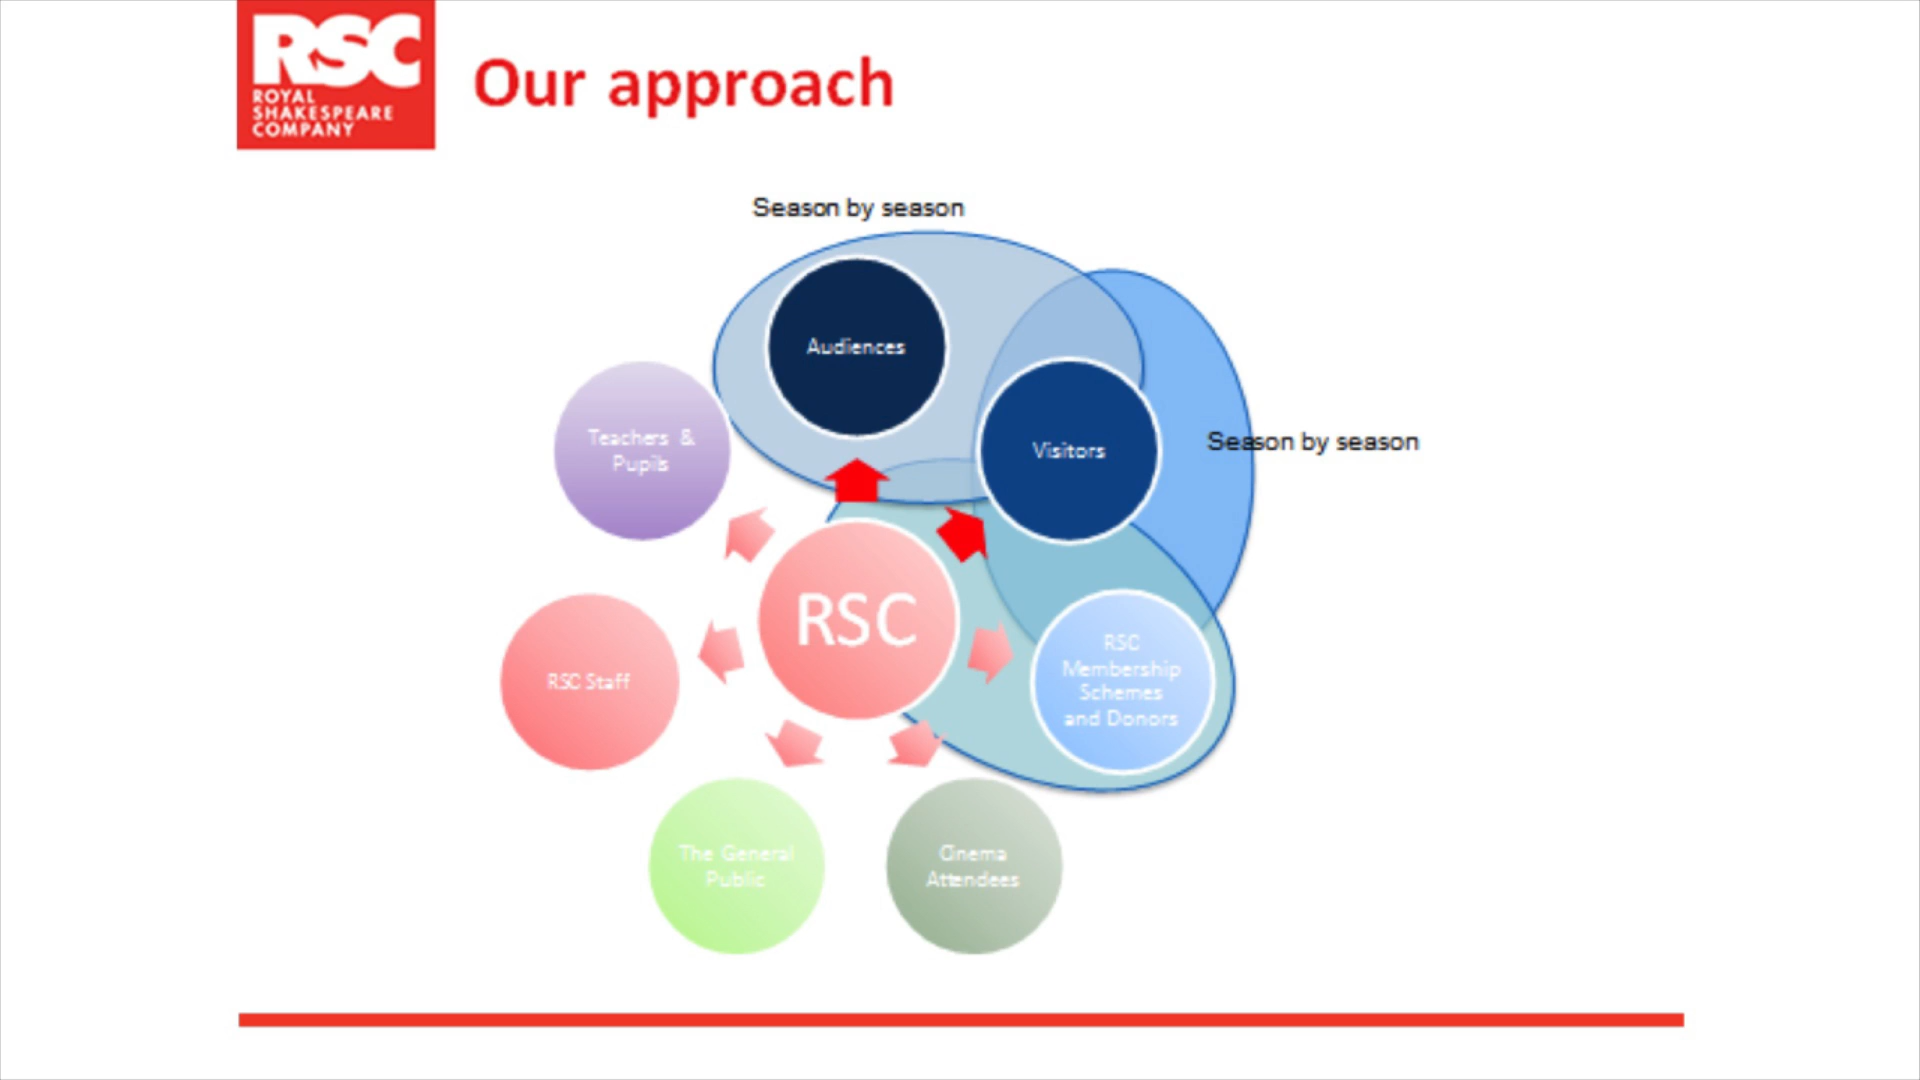 RSC
ROYAL
SHAKESPEARE
COMPANY
Our approach
Season by season
Audiences
Teachers &
Pupils
Visitors
Season by season
RSC
RSC Staff
RSC
Membership
Schemes
and Donors
The General
Public
Cinema
Attendees